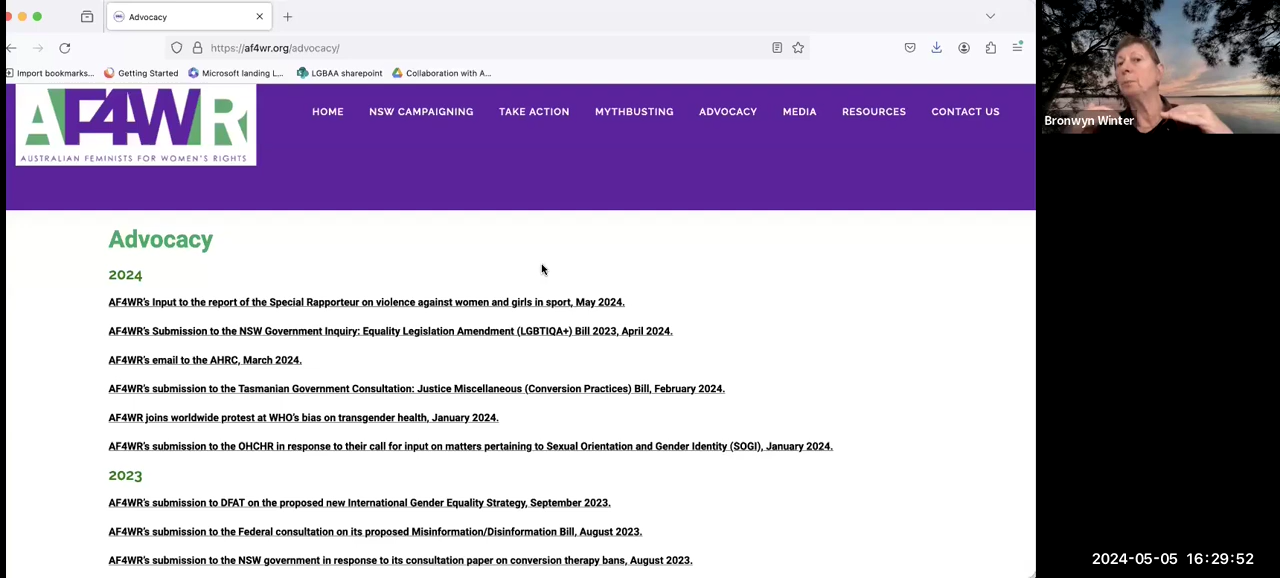 Advocacy
https://af4wr.org/advocacy/
Import bookmarks... Getting Started Microsoft landing L... LGBAA sharepoint Collaboration with A...
AF4WR
AUSTRALIAN FEMINISTS FOR WOMEN'S RIGHTS
HOME NSW CAMPAIGNING TAKE ACTION MYTHBUSTING ADVOCACY MEDIA RESOURCES CONTACT US
Bronwyn Winter
Advocacy
2024
AF4WR's Input to the report of the Special Rapporteur on violence against women and girls in sport, May 2024.
AF4WR's Submission to the NSW Government Inquiry: Equality Legislation Amendment (LGBTIQA+) Bill 2023, April 2024.
AF4WR's email to the AHRC, March 2024.
AF4WR's submission to the Tasmanian Government Consultation: Justice Miscellaneous (Conversion Practices) Bill, February 2024.
AF4WR joins worldwide protest at WHO's bias on transgender health, January 2024.
AF4WR's submission to the OHCHR in response to their call for input on matters pertaining to Sexual Orientation and Gender Identity (SOGI), January 2024.
2023
AF4WR's submission to DFAT on the proposed new International Gender Equality Strategy, September 2023.
AF4WR's submission to the Federal consultation on its proposed Misinformation/Disinformation Bill, August 2023.
AF4WR's submission to the NSW government in response to its consultation paper on conversion therapy bans, August 2023.
2024-05-05 16:29:52